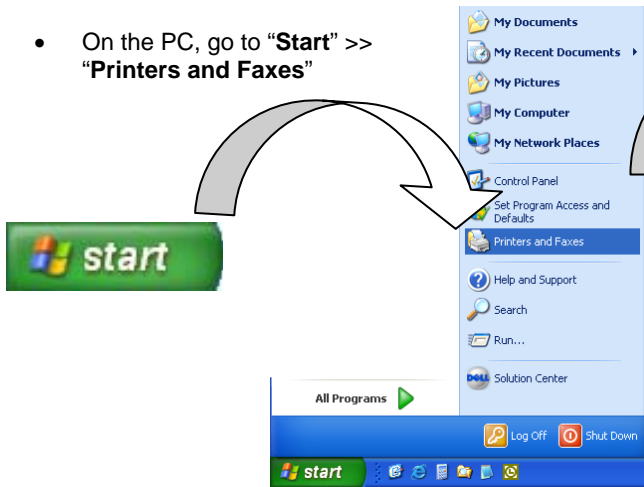 • On the PC, go to “Start” >>
“Printers and Faxes”
start
My Documents
My Recent Documents
My Pictures
My Computer
My Network Places
Control Panel
Set Program Access and
Defaults
Printers and Faxes
Help and Support
Search
Run...
DELL Solution Center
All Programs
Log Off Shut Down
start